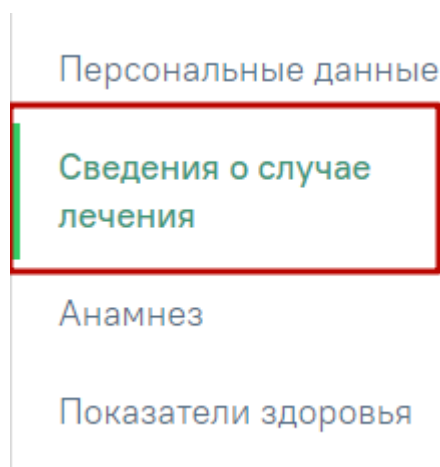 Персональные данные
Сведения о случае
лечения
Анамнез
Показатели здоровья